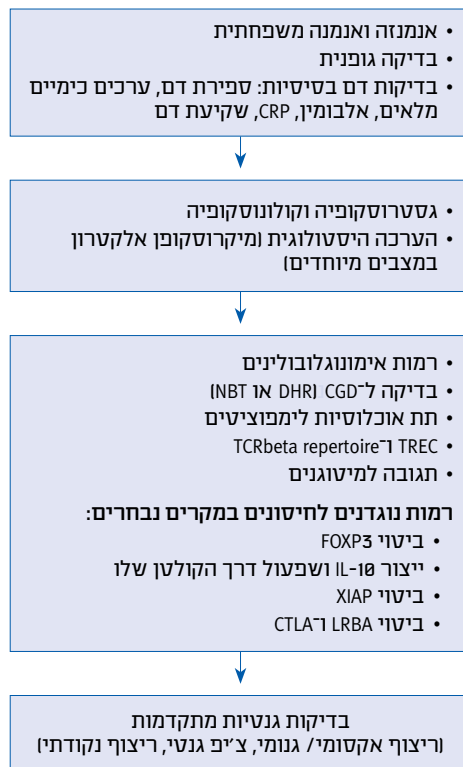 • אנמנזה ואנמנה משפחתית
• בדיקה גופנית
• בדיקות דם בסיסיות: ספירת דם, ערכים כימיים
מלאים, אלבומין, CRP, שקיעת דם
• גסטרוסקופיה וקולונוסקופיה
• הערכה היסטולוגית (מיקרוסקופן אלקטרון
במצבים מיוחדים)
• רמות אימונוגלובולינים
• בדיקה ל־CGD (DHR או NBT)
• תת אוכלוסיות לימפוציטים
• TREC ו־TCRbeta repertoire
• תגובה למיטוגנים
רמות נוגדנים לחיסונים במקרים נבחרים:
• ביטוי FOXP3
• ייצור IL-10 ושפעול דרך הקולטן שלו
• ביטוי XIAP
• ביטוי LRBA ו־CTLA
בדיקות גנטיות מתקדמות
(ריצוף אקסומי/ גנומי, צ׳יפ גנטי, ריצוף נקודתי)